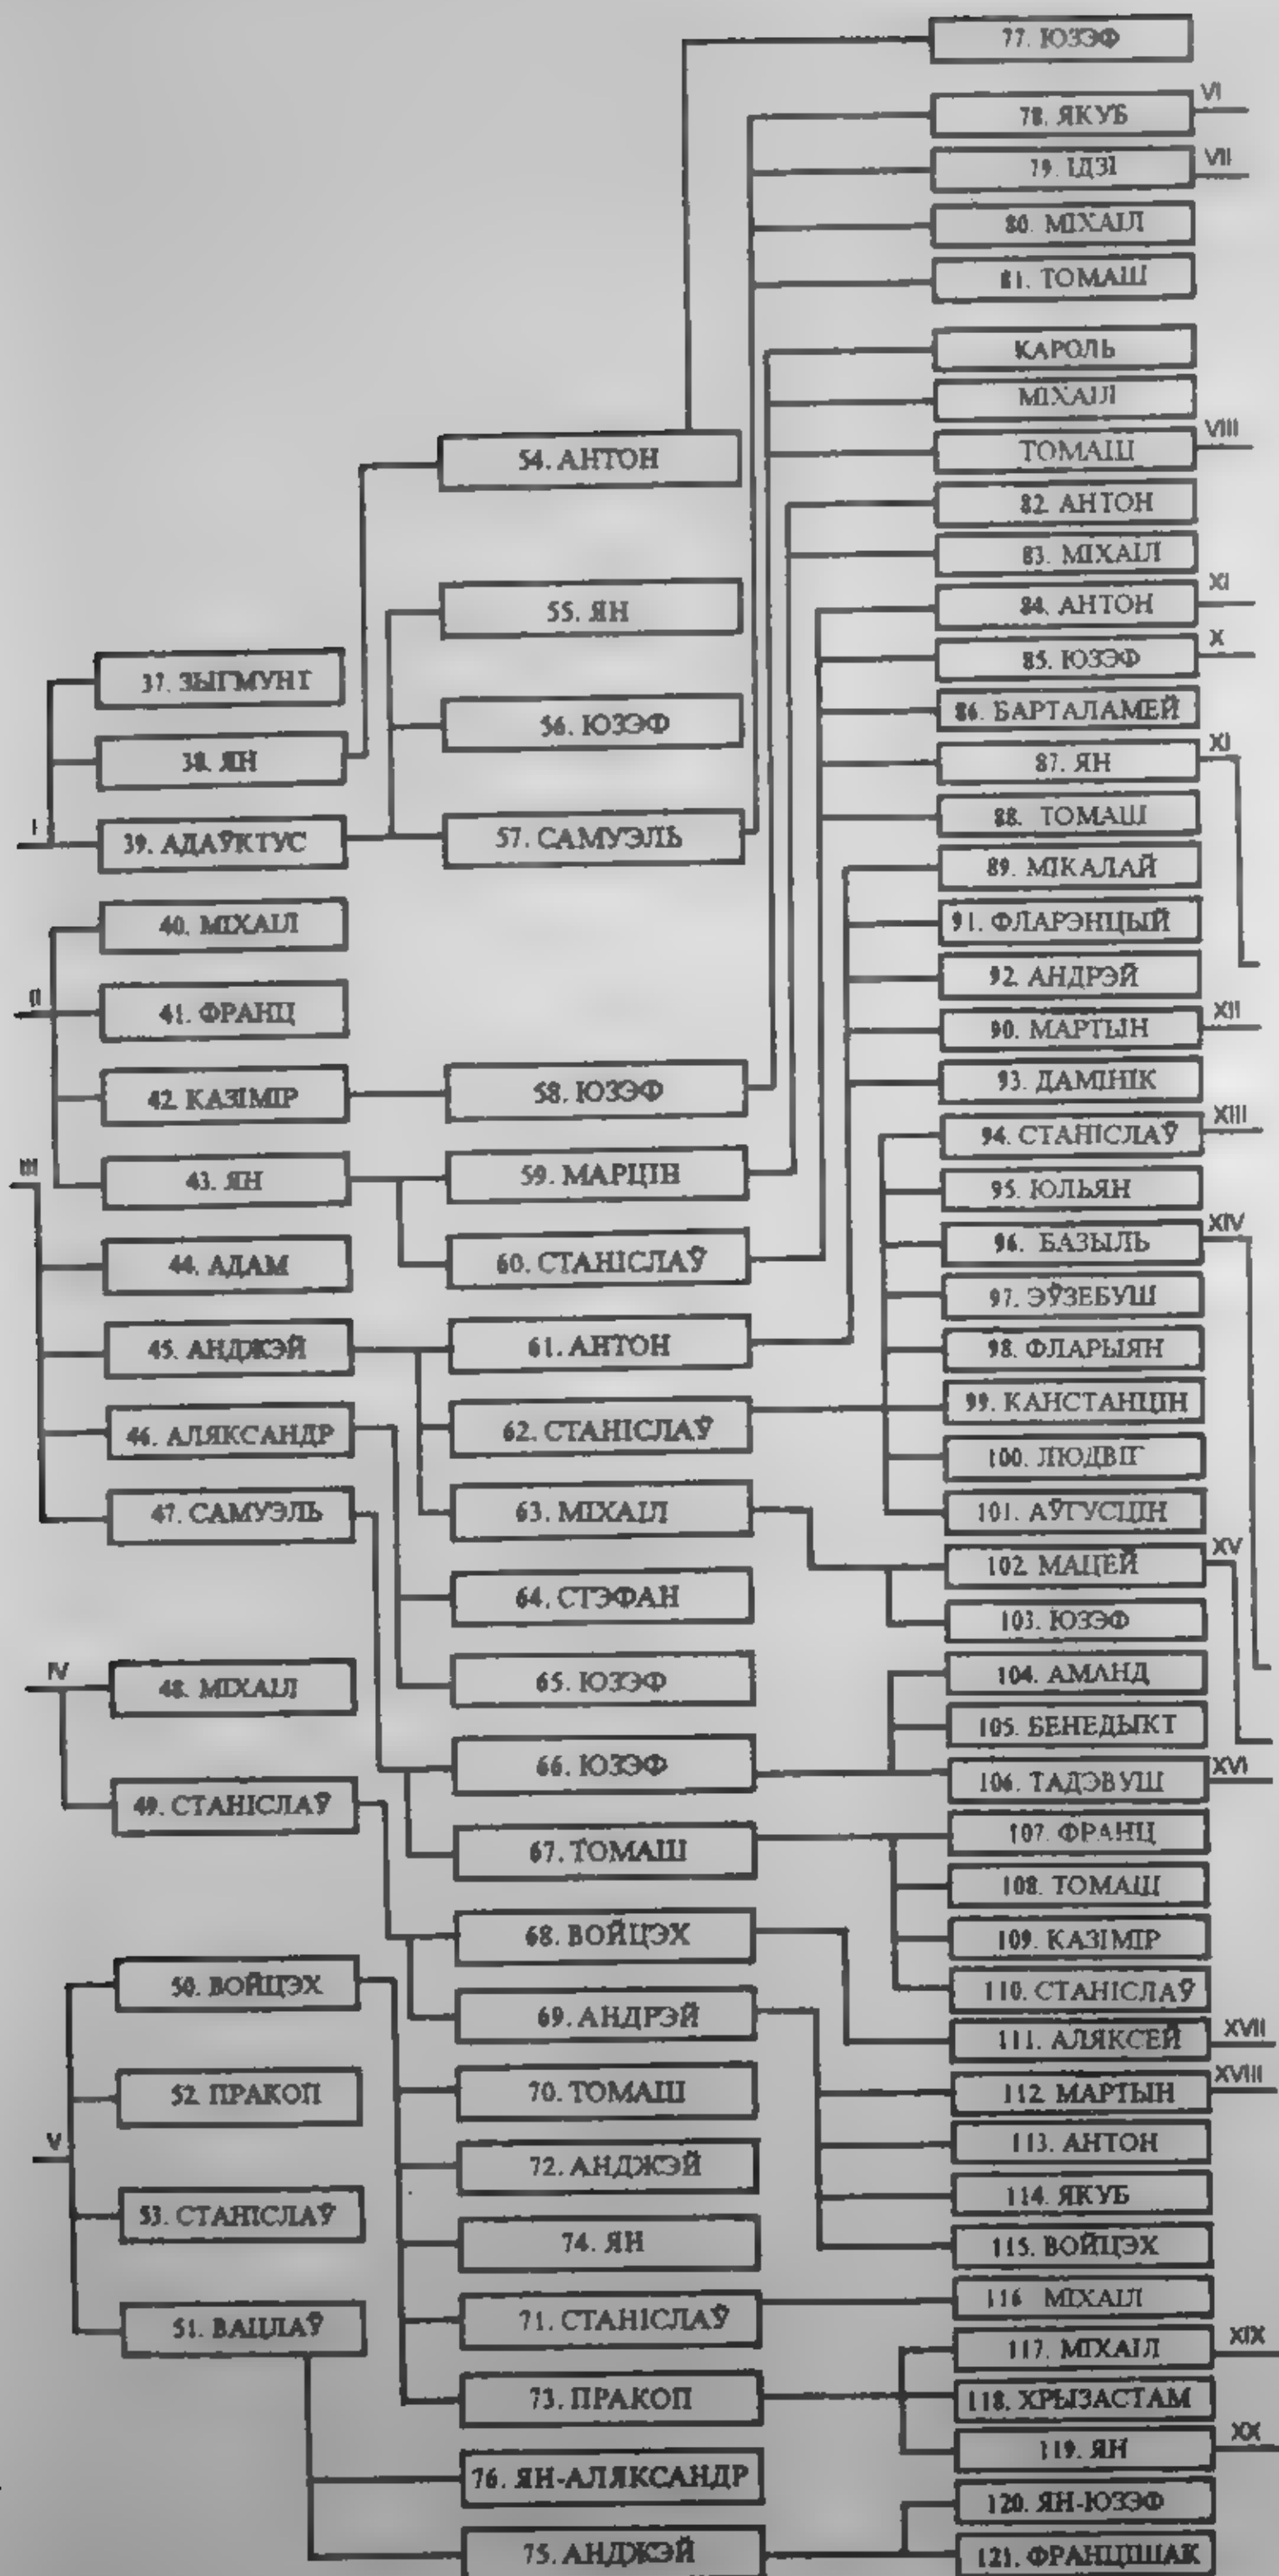 77. ЮЗЭФ
VI
78. ЯКУБ
VII
79. ІДЗІ
80. МІХАІЛ
81. ТОМАШ
КАРОЛЬ
МІХАІЛ
VIII
ТОМАШ
54. АНТОН
82. АНТОН
83. МІХАІЛ
XI
84. АНТОН
55. ЯН
X
85. ЮЗЭФ
37. ЗЫГМУНТ
86. БАРТАЛАМЕЙ
56. ЮЗЭФ
XI
87. ЯН
38. ЯН
88. ТОМАШ
I
39. АДАЎКТУС
57. САМУЭЛЬ
89. МІКАЛАЙ
40. МІХАІЛ
91. ФЛАРЭНЦЫЙ
92. АНДРЭЙ
II
41. ФРАНЦ
XII
90. МАРТЫН
42. КАЗІМІР
58. ЮЗЭФ
93. ДАМІНІК
XIII
94. СТАНІСЛАЎ
III
43. ЯН
59. МАРЦІН
95. ЮЛЬЯН
XIV
96. БАЗЫЛЬ
44. АДАМ
60. СТАНІСЛАЎ
97. ЭЎЗЕБУШ
45. АНДЖЭЙ
61. АНТОН
98. ФЛАРЫЯН
99. КАНСТАНЦІН
46. АЛЯКСАНДР
62. СТАНІСЛАЎ
100. ЛЮДВІГ
47. САМУЭЛЬ
63. МІХАІЛ
101. АЎГУСЦІН
XV
102. МАЦЕЙ
64. СТЭФАН
103. ЮЗЭФ
IV
48. МІХАІЛ
65. ЮЗЭФ
104. АМАНД
105. БЕНЕДЫКТ
66. ЮЗЭФ
XVI
106. ТАДЭВУШ
49. СТАНІСЛАЎ
107. ФРАНЦ
67. ТОМАШ
108. ТОМАШ
68. ВОЙЦЭХ
109. КАЗІМІР
50. ВОЙЦЭХ
110. СТАНІСЛАЎ
69. АНДРЭЙ
XVII
111. АЛЯКСЕЙ
52. ПРАКОП
70. ТОМАШ
XVIII
112. МАРТЫН
V
113. АНТОН
72. АНДЖЭЙ
114. ЯКУБ
53. СТАНІСЛАЎ
74. ЯН
115. ВОЙЦЭХ
116 МІХАІЛ
51. ВАЦЛАЎ
71. СТАНІСЛАЎ
XIX
117. МІХАІЛ
73. ПРАКОП
118. ХРЫЗАСТАМ
XX
119. ЯН
76. ЯН-АЛЯКСАНДР
120. ЯН-ЮЗЭФ
75. АНДЖЭЙ
121. ФРАНЦІШАК